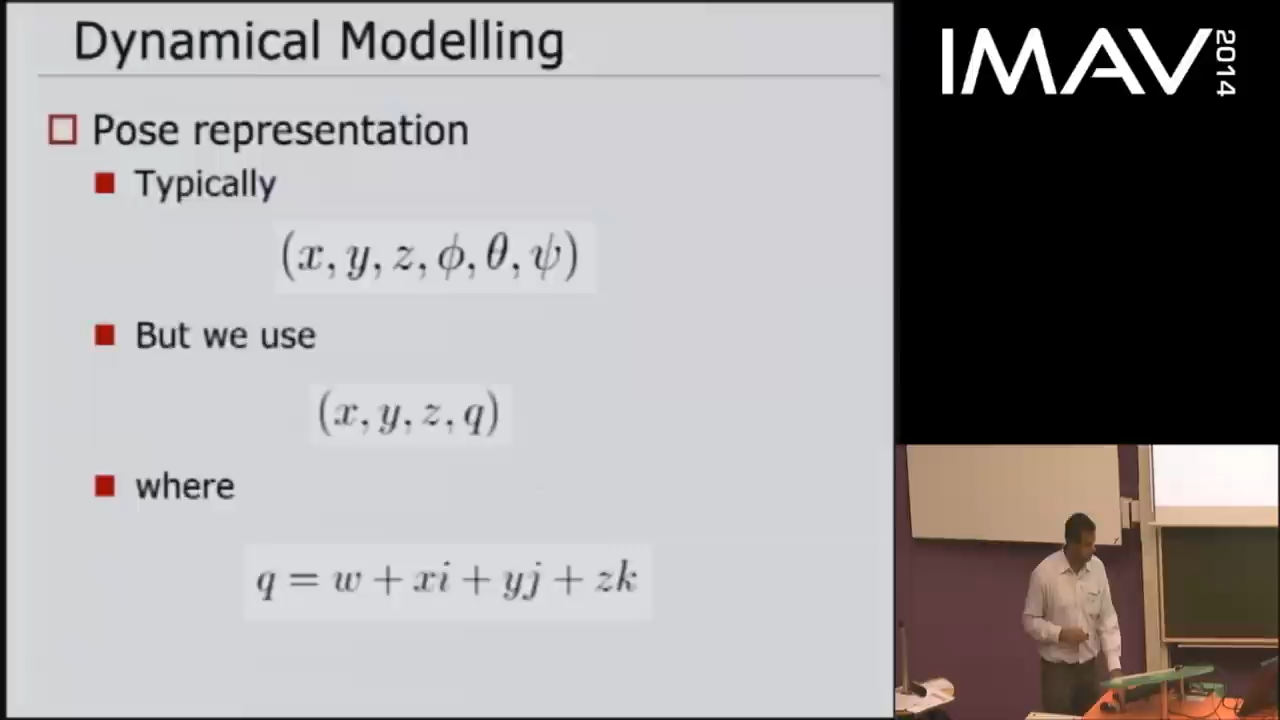 Dynamical Modelling
Pose representation
Typically
(x, y, z, ϕ, θ, ψ)
But we use
(x, y, z, q)
where
q = w + xi + yj + zk
IMAV 2014